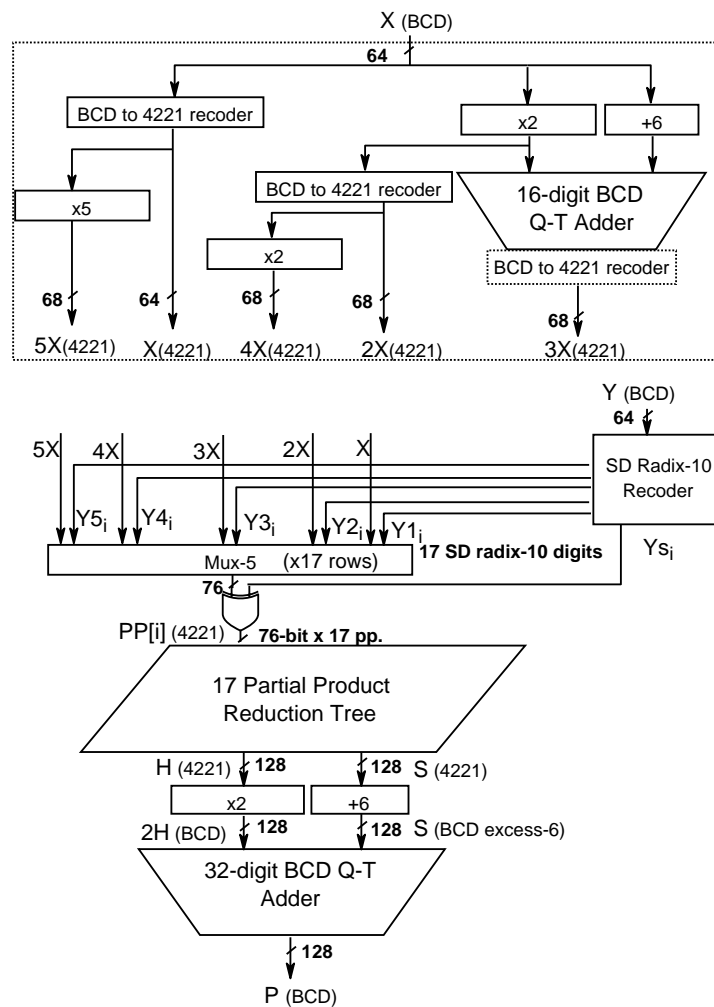 X (BCD)
64
BCD to 4221 recoder
x2
+6
x5
BCD to 4221 recoder
16-digit BCD
Q-T Adder
x2
BCD to 4221 recoder
68
64
68
68
68
5X(4221)
X(4221)
4X(4221)
2X(4221)
3X(4221)
Y (BCD)
64
5X
4X
3X
2X
X
SD Radix-10
Recoder
Y5i
Y4i
Y3i
Y2i
Y1i
Ysi
Mux-5 (x17 rows)
17 SD radix-10 digits
76
PP[i] (4221)
76-bit x 17 pp.
17 Partial Product
Reduction Tree
H (4221)
128
128
S (4221)
x2
+6
2H (BCD)
128
128
S (BCD excess-6)
32-digit BCD Q-T
Adder
128
P (BCD)